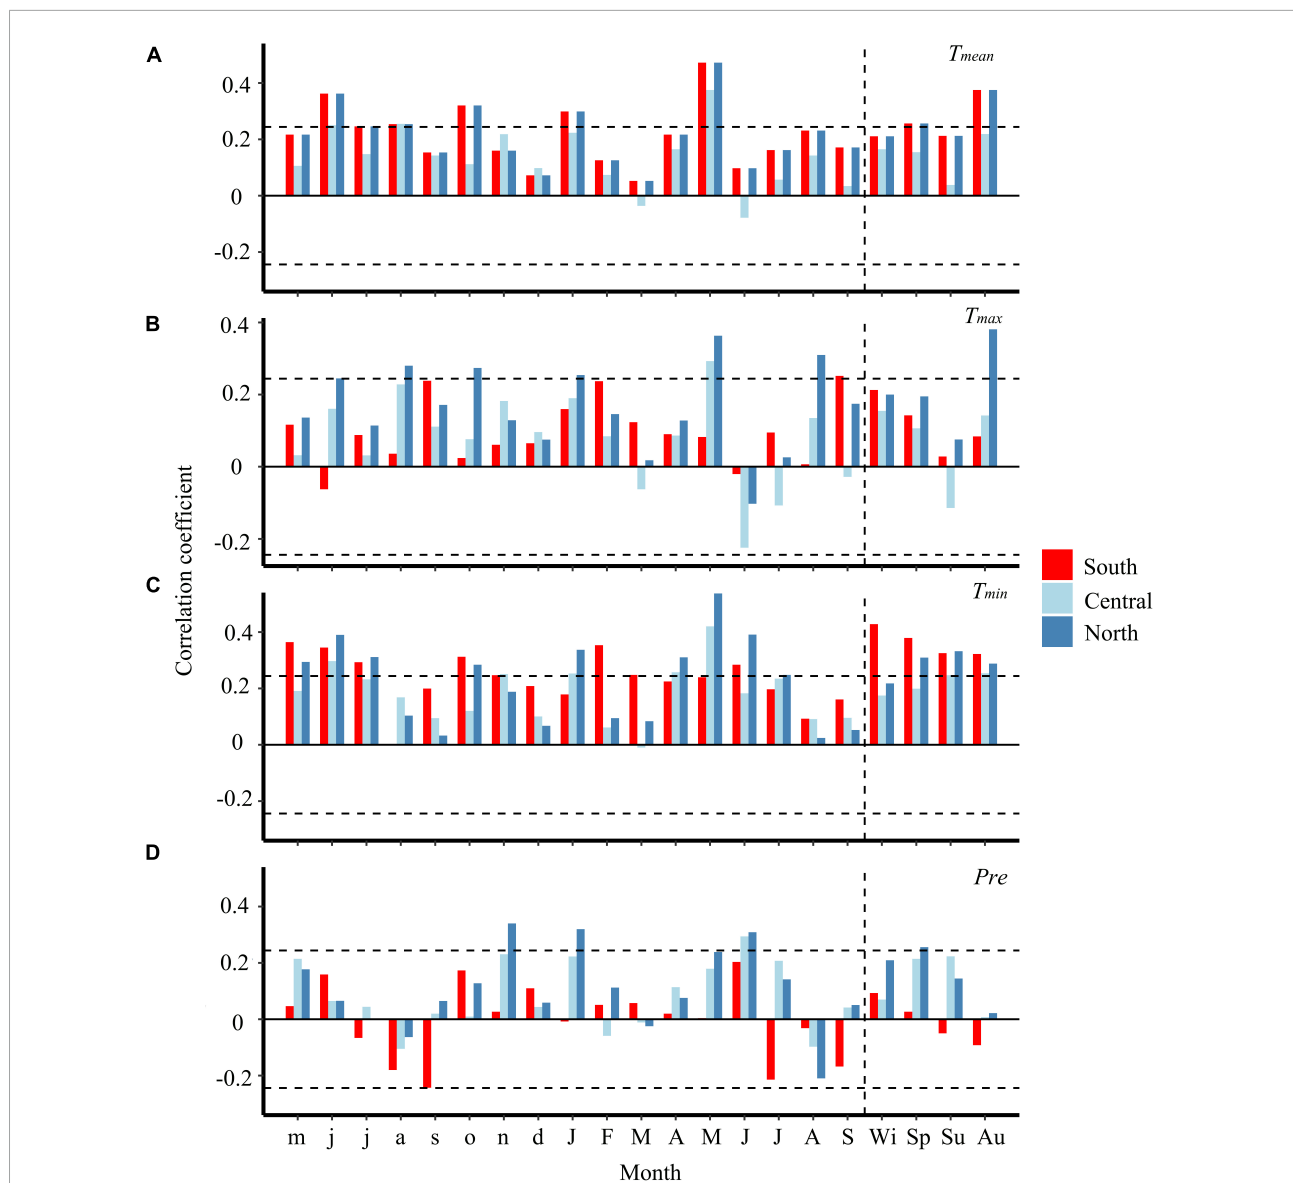 A
Tmean
0.4
0.2
0
-0.2
B
Tmax
0.4
0.2
0
-0.2
C
Tmin
0.4
0.2
0
-0.2
D
Pre
0.4
0.2
0
-0.2
Correlation coefficient
South
Central
North
m j j a s o n d J F M A M J J A S Wi Sp Su Au
Month